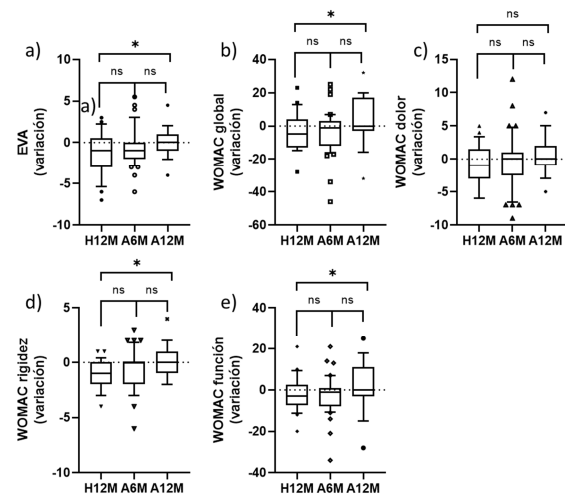 a)
*
ns ns
EVA
(variación)
10
5
0
-5
-10
a)
H12M A6M A12M
b)
*
ns ns
WOMAC global
(variación)
40
20
0
-20
-40
-60
H12M A6M A12M
c)
ns
ns ns
WOMAC dolor
(variación)
15
10
5
0
-5
-10
H12M A6M A12M
d)
*
ns ns
WOMAC rigidez
(variación)
5
0
-5
-10
H12M A6M A12M
e)
*
ns ns
WOMAC función
(variación)
40
20
0
-20
-40
H12M A6M A12M